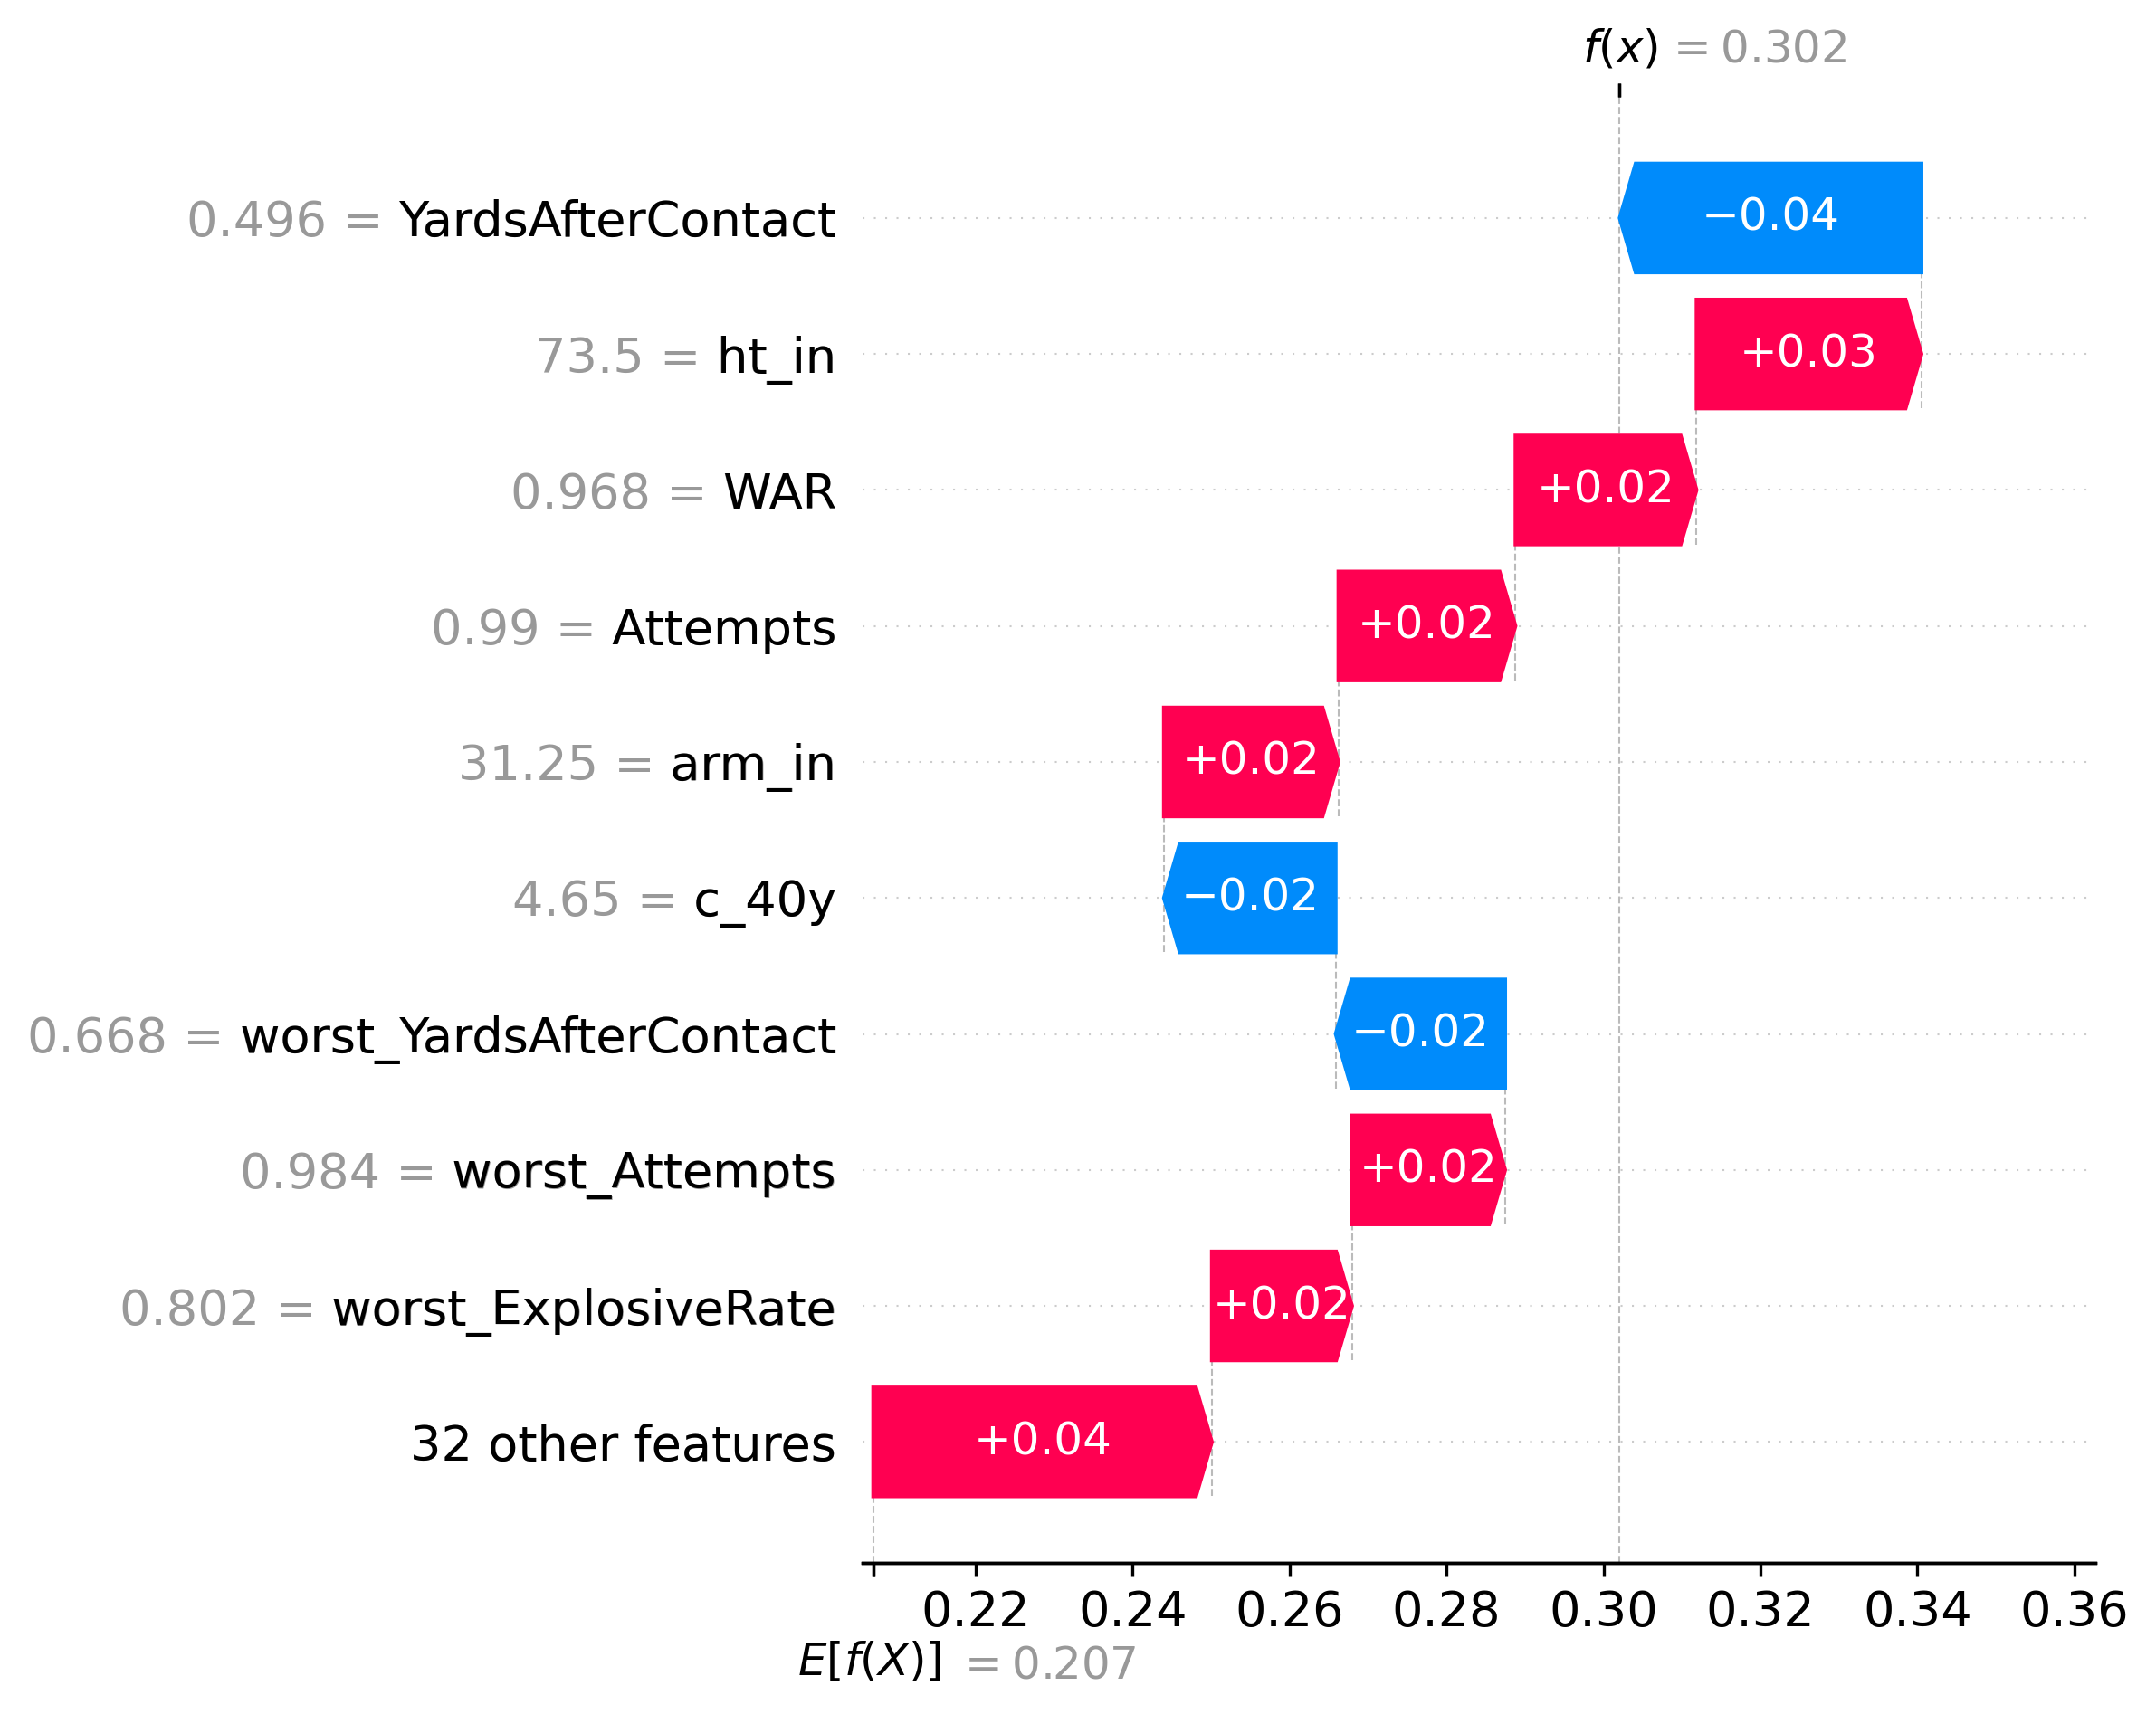 f(x) = 0.302
0.496 = YardsAfterContact −0.04
73.5 = ht_in +0.03
0.968 = WAR +0.02
0.99 = Attempts +0.02
31.25 = arm_in +0.02
4.65 = c_40y −0.02
0.668 = worst_YardsAfterContact −0.02
0.984 = worst_Attempts +0.02
0.802 = worst_ExplosiveRate +0.02
32 other features +0.04
0.22 0.24 0.26 0.28 0.30 0.32 0.34 0.36
E[f(X)] = 0.207